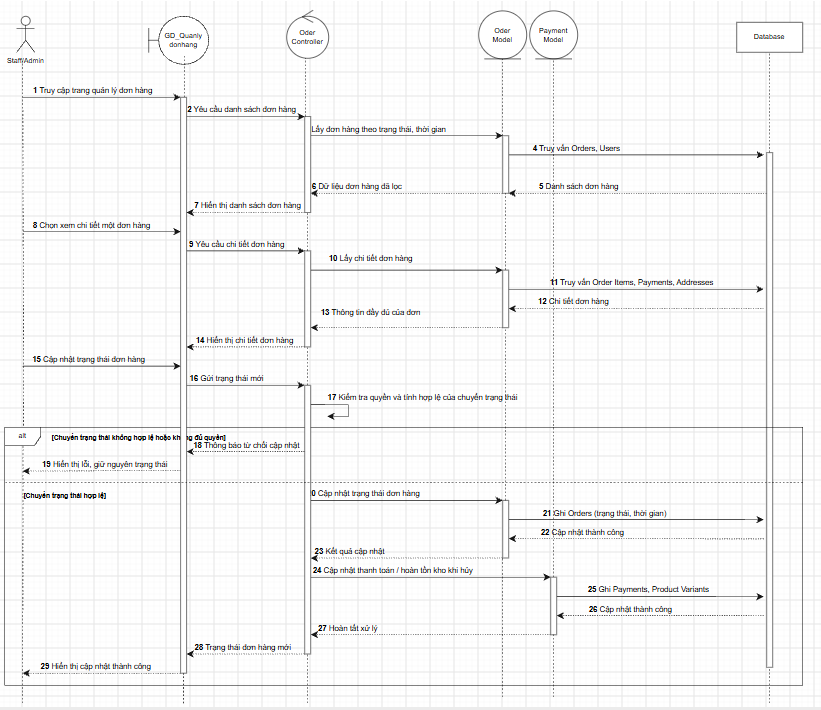 Staff/Admin
GD_Quanly
donhang
Oder
Controller
Oder
Model
Payment
Model
Database
1 Truy cập trang quản lý đơn hàng
2 Yêu cầu danh sách đơn hàng
Lấy đơn hàng theo trạng thái, thời gian
4 Truy vấn Orders, Users
5 Danh sách đơn hàng
6 Dữ liệu đơn hàng đã lọc
7 Hiển thị danh sách đơn hàng
8 Chọn xem chi tiết một đơn hàng
9 Yêu cầu chi tiết đơn hàng
10 Lấy chi tiết đơn hàng
11 Truy vấn Order Items, Payments, Addresses
12 Chi tiết đơn hàng
13 Thông tin đầy đủ của đơn
14 Hiển thị chi tiết đơn hàng
15 Cập nhật trạng thái đơn hàng
16 Gửi trạng thái mới
17 Kiểm tra quyền và tính hợp lệ của chuyển trạng thái
alt
[Chuyển trạng thái không hợp lệ hoặc không đủ quyền]
18 Thông báo từ chối cập nhật
19 Hiển thị lỗi, giữ nguyên trạng thái
[Chuyển trạng thái hợp lệ]
0 Cập nhật trạng thái đơn hàng
21 Ghi Orders (trạng thái, thời gian)
22 Cập nhật thành công
23 Kết quả cập nhật
24 Cập nhật thanh toán / hoàn tồn kho khi hủy
25 Ghi Payments, Product Variants
26 Cập nhật thành công
27 Hoàn tất xử lý
28 Trạng thái đơn hàng mới
29 Hiển thị cập nhật thành công